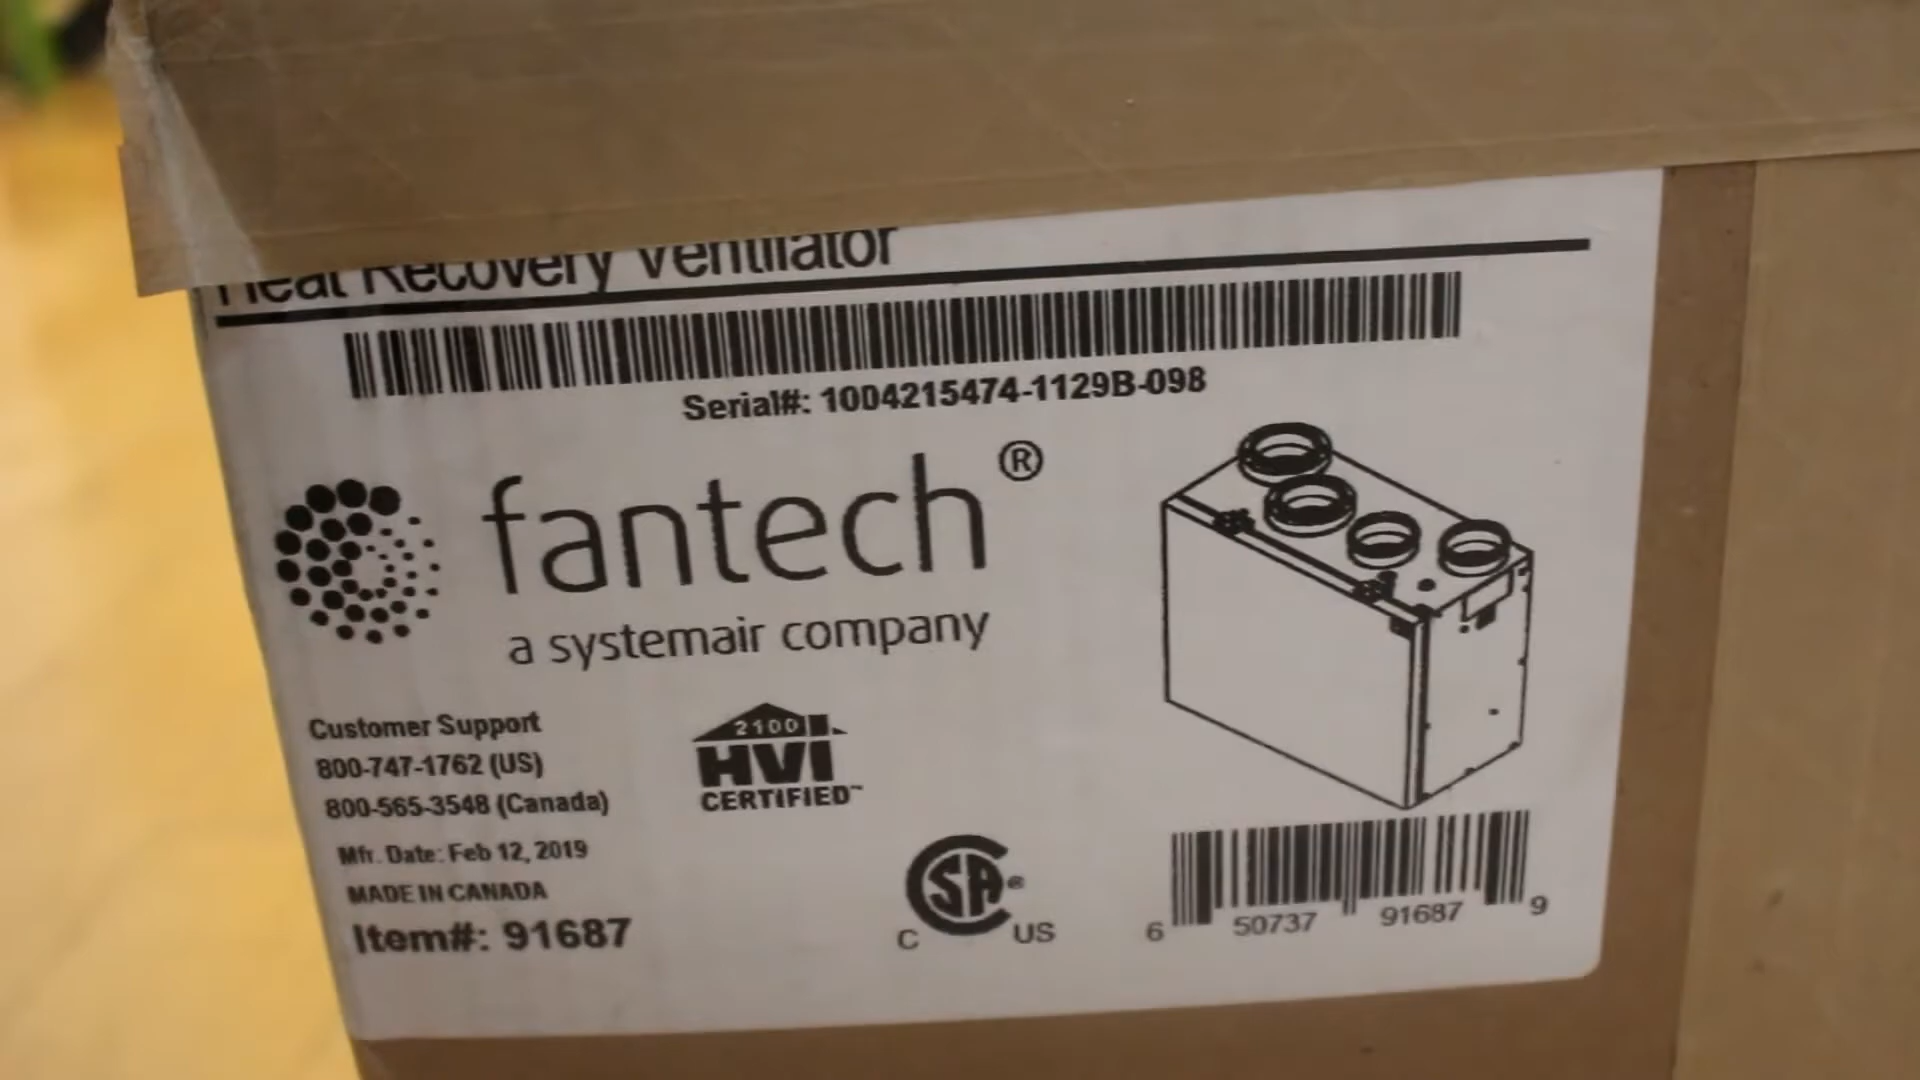 Heat Recovery Ventilator
Serial#: 1004215474-1129B-098
fantech®
a systemair company
Customer Support
800-747-1762 (US)
800-565-3548 (Canada)
Mfr. Date: Feb 12, 2019
MADE IN CANADA
Item#: 91687
2100
HVI
CERTIFIED™
C SA® US
6 50737 91687 9